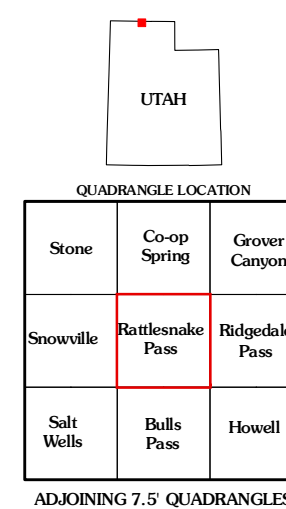 UTAH
QUADRANGLE LOCATION
Stone
Co-op
Spring
Grover
Canyon
Snowville
Rattlesnake
Pass
Ridgedale
Pass
Salt
Wells
Bulls
Pass
Howell
ADJOINING 7.5' QUADRANGLES